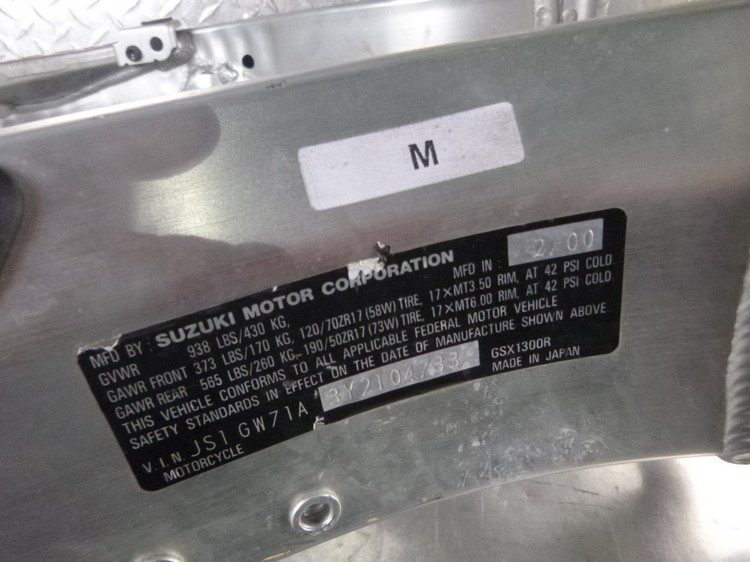 M
MFD BY: SUZUKI MOTOR CORPORATION MFD IN: 2/00
GVWR 938 LBS/430 KG,
GAWR FRONT 373 LBS/170 KG, 120/70ZR17 (58W) TIRE, 17×MT3.50 RIM, AT 42 PSI COLD.
GAWR REAR 565 LBS/260 KG, 190/50ZR17 (73W) TIRE, 17×MT6.00 RIM, AT 42 PSI COLD.
THIS VEHICLE CONFORMS TO ALL APPLICABLE FEDERAL MOTOR VEHICLE
SAFETY STANDARDS IN EFFECT ON THE DATE OF MANUFACTURE SHOWN ABOVE
V.I.N. JS1GW71A GSX1300R
MOTORCYCLE MADE IN JAPAN